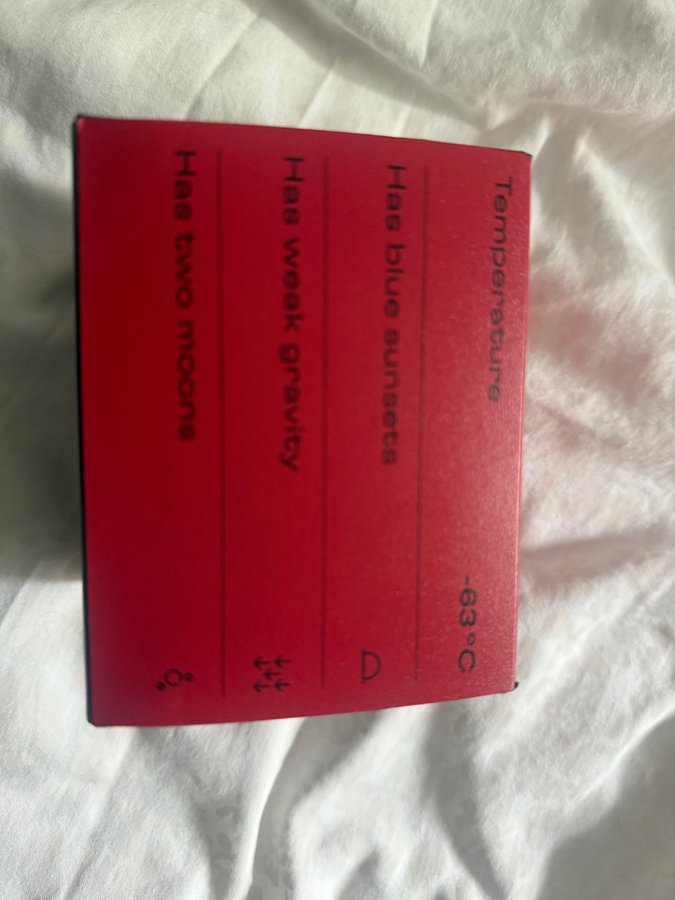 Temperature -63°C
Has blue sunsets
Has weak gravity
Has two moons